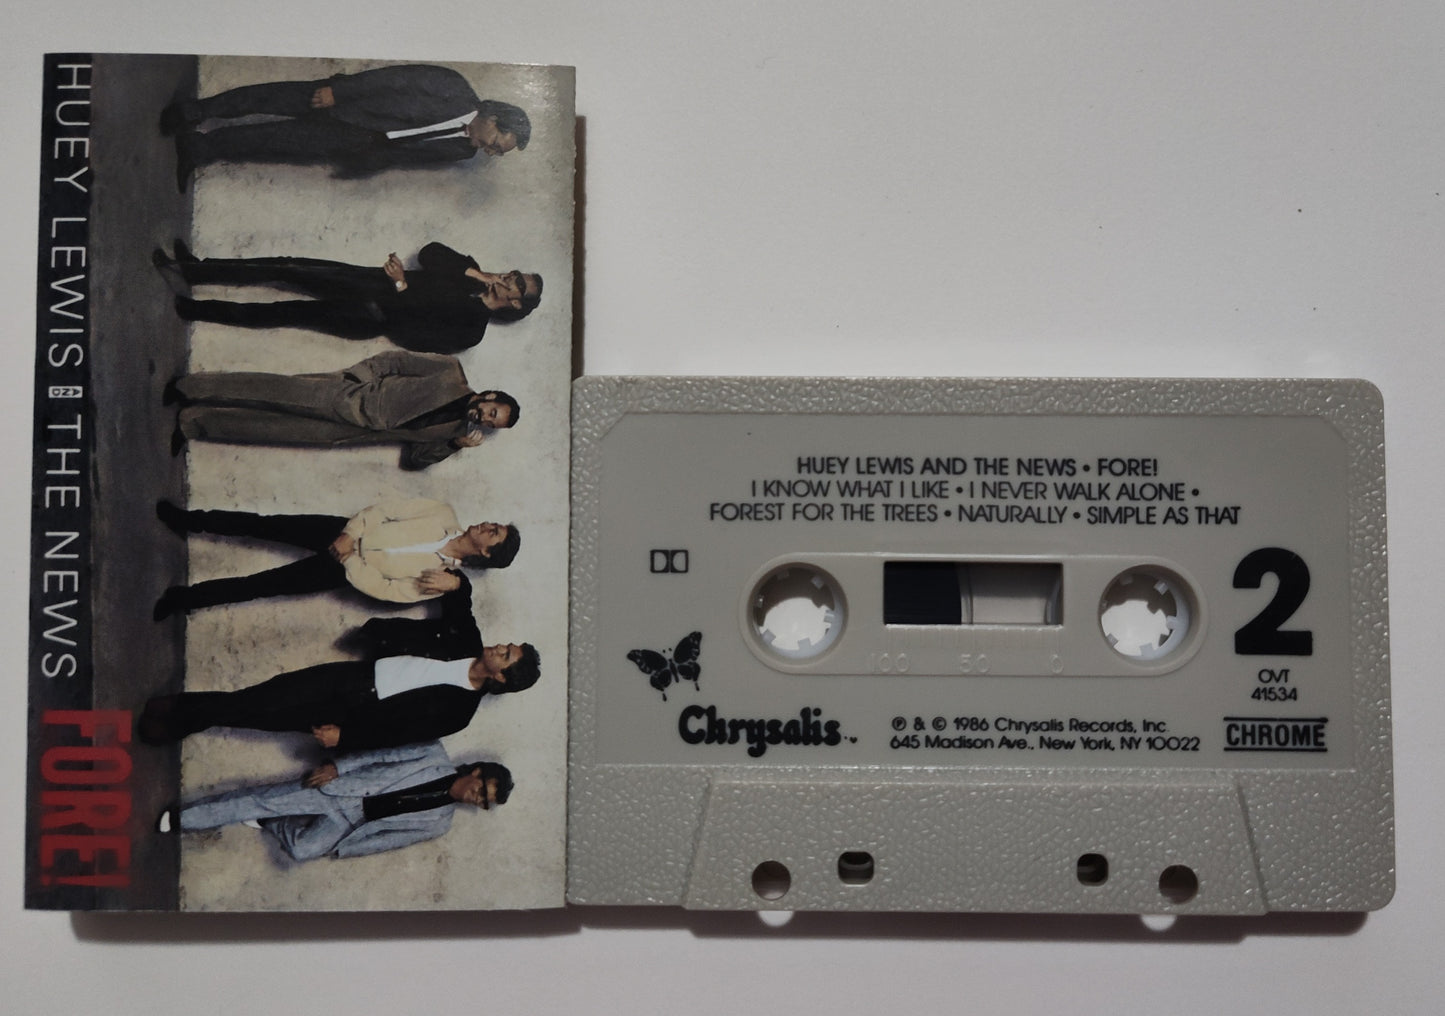 HUEY LEWIS AND THE NEWS
FORE!
HUEY LEWIS AND THE NEWS • FORE!
I KNOW WHAT I LIKE • I NEVER WALK ALONE •
FOREST FOR THE TREES • NATURALLY • SIMPLE AS THAT
2
100 50 0
OVT
41534
Chrysalis
℗ & © 1986 Chrysalis Records, Inc.
645 Madison Ave., New York, NY 10022
CHROME